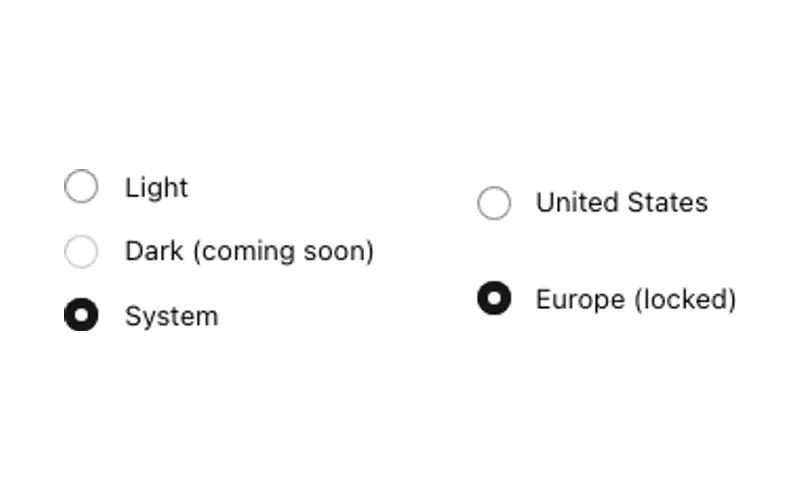 Light
Dark (coming soon)
System
United States
Europe (locked)